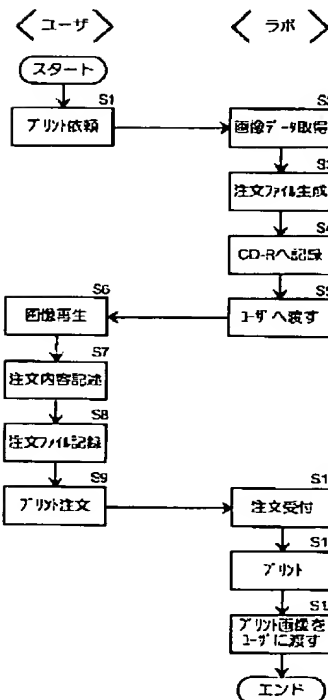 ユーザ
ラボ
スタート
S1
プリント依頼
画像データ取得
注文ファイル生成
CD-Rへ記録
S6
画像再生
ユーザへ渡す
S7
注文内容記述
S8
注文ファイル記録
S9
プリント注文
S1
注文受付
S1
プリント
S1
プリント画像を
ユーザに渡す
エンド